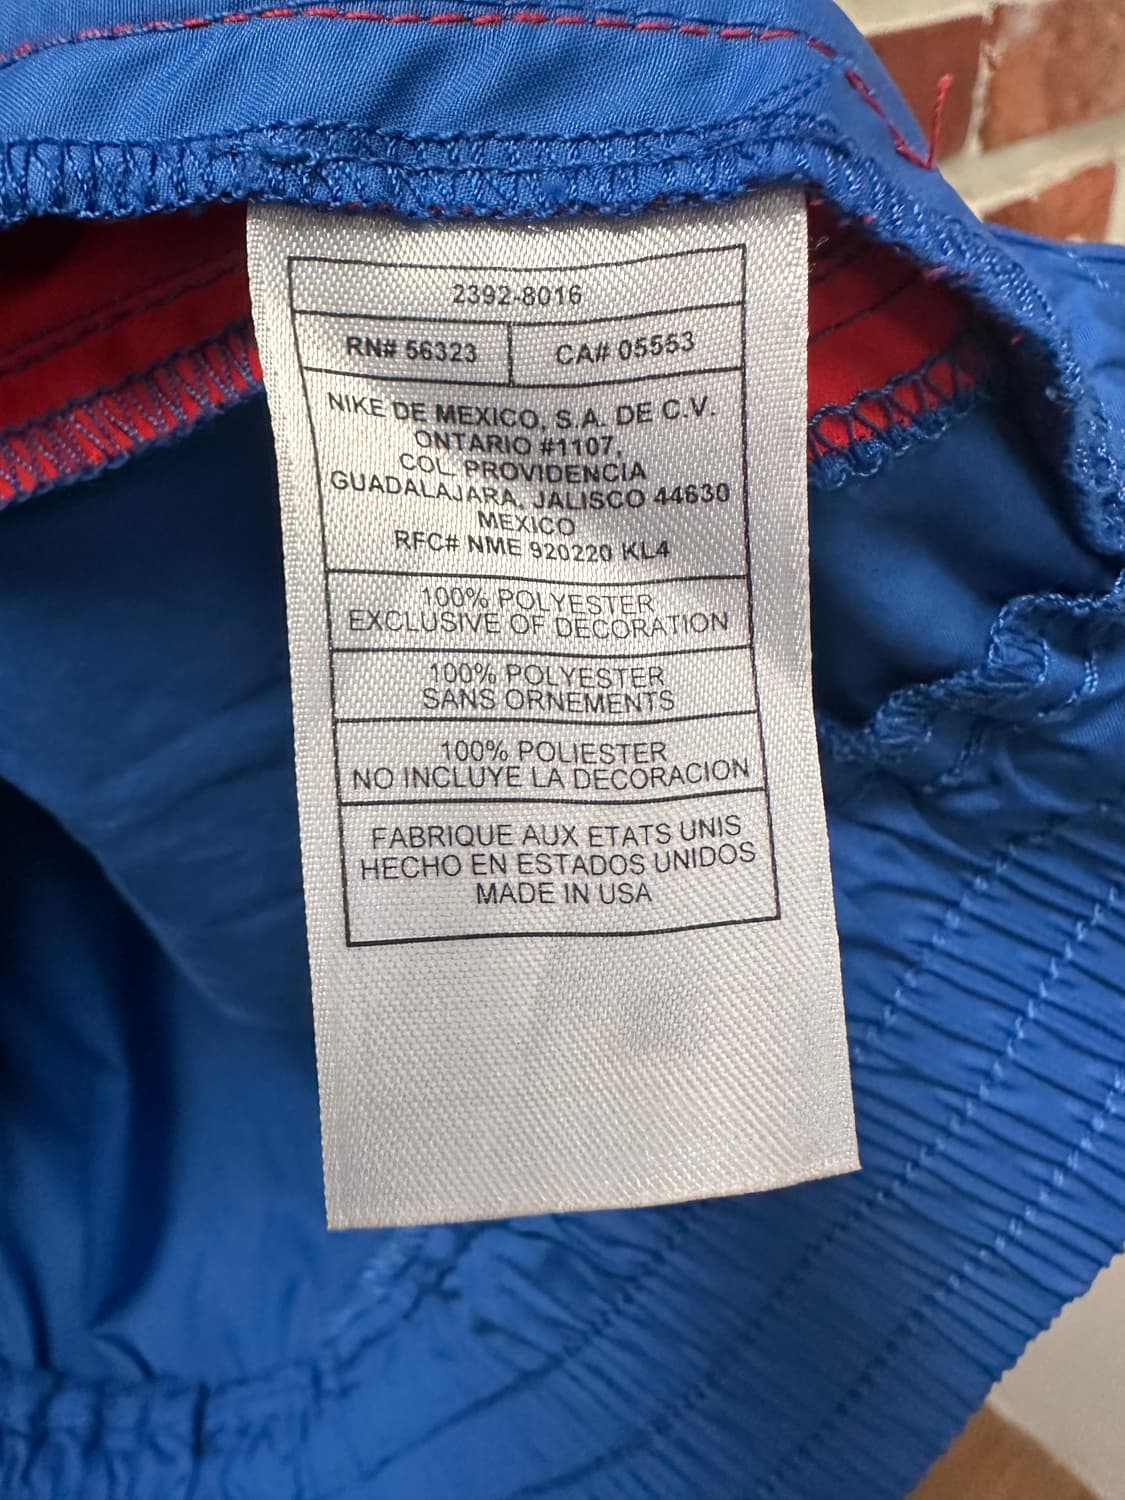 2392-8016
RN# 56323 CA# 05553
NIKE DE MEXICO, S.A. DE C.V.
ONTARIO #1107,
COL. PROVIDENCIA
GUADALAJARA, JALISCO 44630
MEXICO
RFC# NME 920220 KL4
100% POLYESTER
EXCLUSIVE OF DECORATION
100% POLYESTER
SANS ORNEMENTS
100% POLIESTER
NO INCLUYE LA DECORACION
FABRIQUE AUX ETATS UNIS
HECHO EN ESTADOS UNIDOS
MADE IN USA